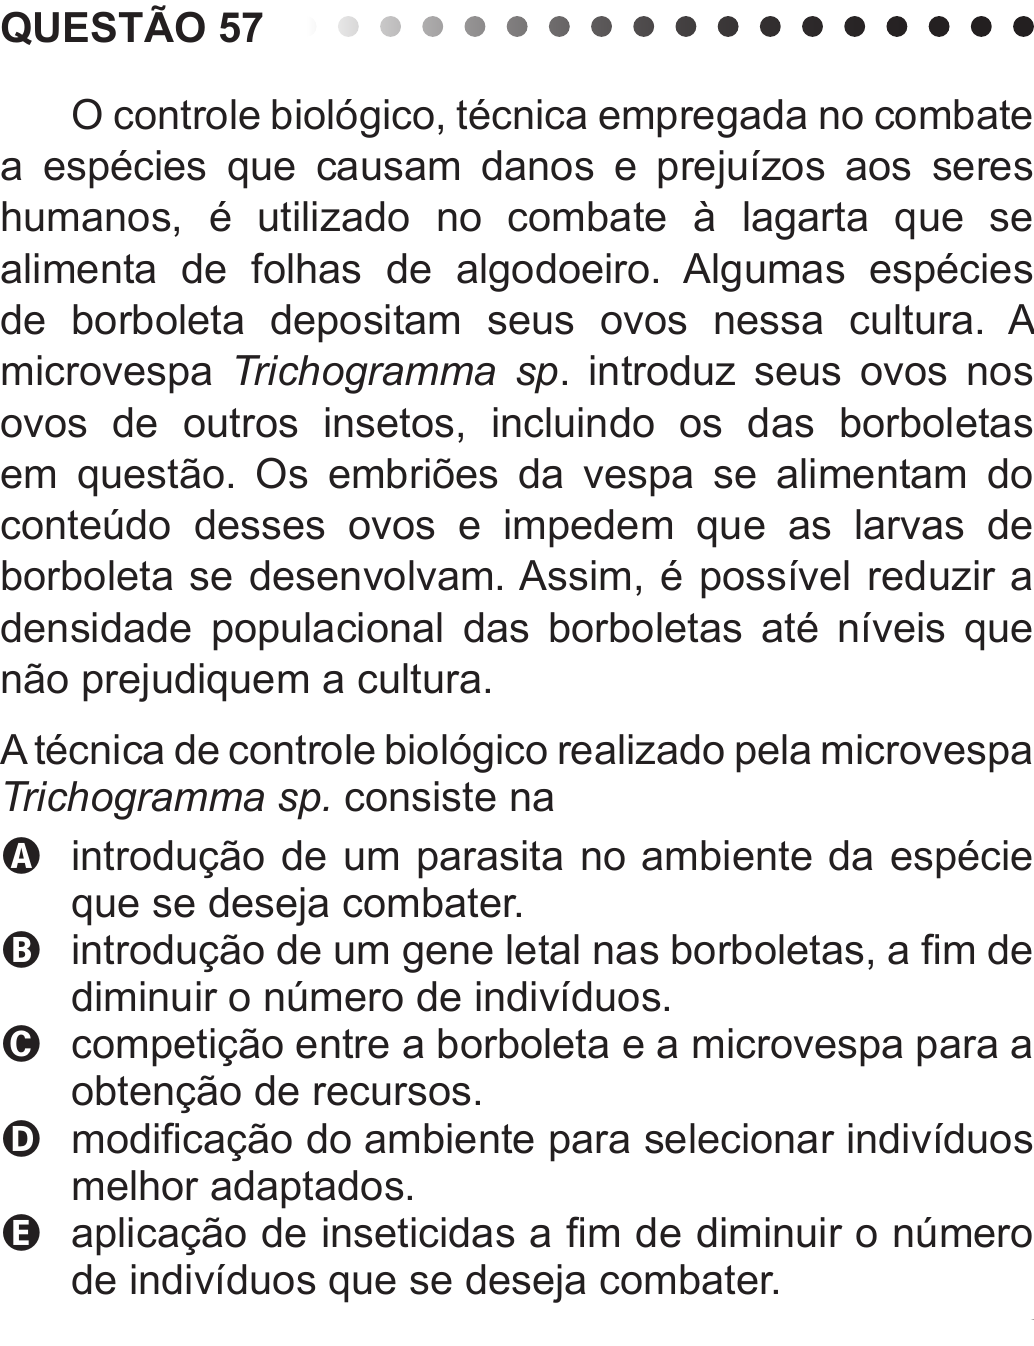 QUESTÃO 57
O controle biológico, técnica empregada no combate
a espécies que causam danos e prejuízos aos seres
humanos, é utilizado no combate à lagarta que se
alimenta de folhas de algodoeiro. Algumas espécies
de borboleta depositam seus ovos nessa cultura. A
microvespa Trichogramma sp. introduz seus ovos nos
ovos de outros insetos, incluindo os das borboletas
em questão. Os embriões da vespa se alimentam do
conteúdo desses ovos e impedem que as larvas de
borboleta se desenvolvam. Assim, é possível reduzir a
densidade populacional das borboletas até níveis que
não prejudiquem a cultura.
A técnica de controle biológico realizado pela microvespa
Trichogramma sp. consiste na
A introdução de um parasita no ambiente da espécie
que se deseja combater.
B introdução de um gene letal nas borboletas, a fim de
diminuir o número de indivíduos.
C competição entre a borboleta e a microvespa para a
obtenção de recursos.
D modificação do ambiente para selecionar indivíduos
melhor adaptados.
E aplicação de inseticidas a fim de diminuir o número
de indivíduos que se deseja combater.